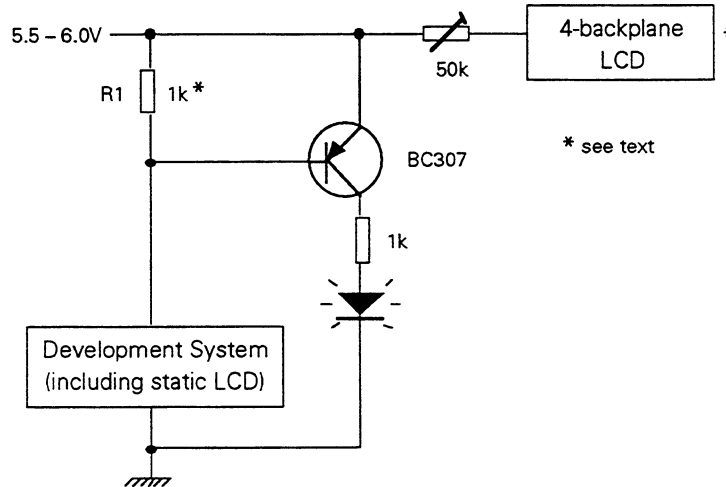 5.5 – 6.0V
4-backplane
LCD
50k
R1 1k*
* see text
BC307
1k
Development System
(including static LCD)